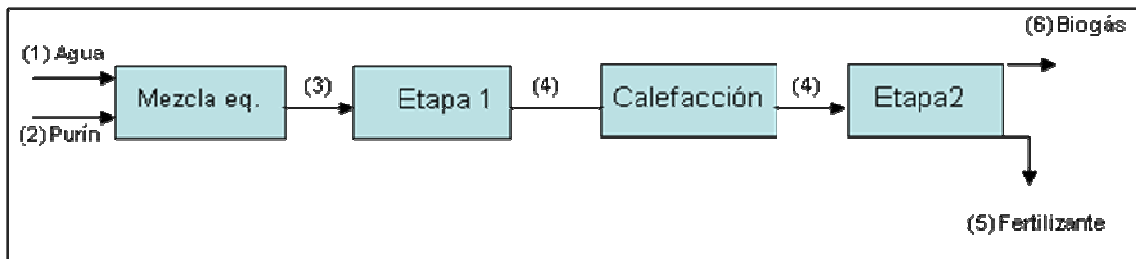 (6) Biogás
(1) Agua
Mezcla eq.
(3)
Etapa 1
(4)
Calefacción
(4)
Etapa2
(2) Purín
(5) Fertilizante